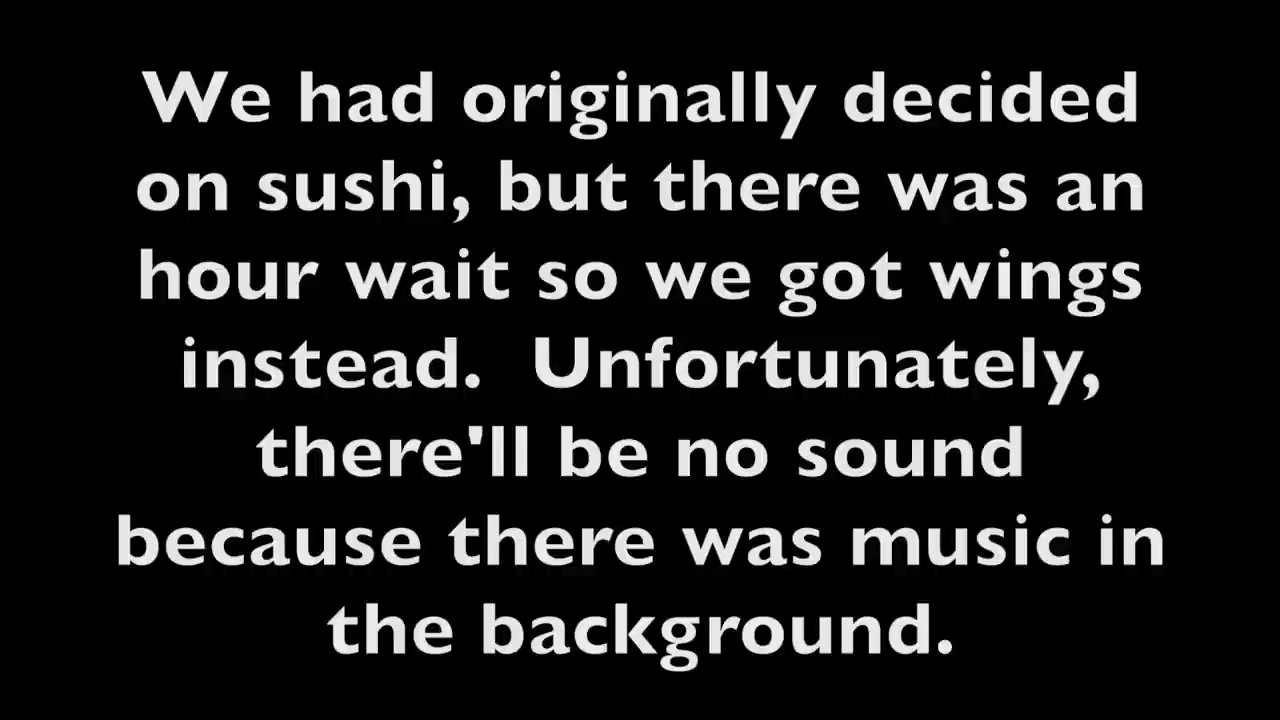 We had originally decided
on sushi, but there was an
hour wait so we got wings
instead.  Unfortunately,
there'll be no sound
because there was music in
the background.